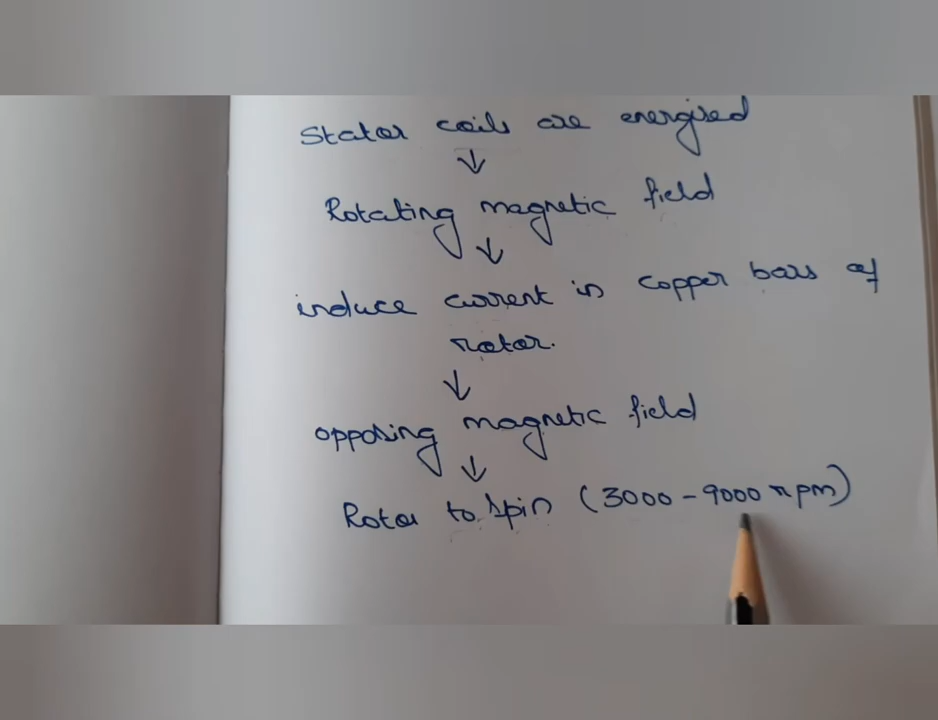 Stator coils are energised
↓
Rotating magnetic field
↓
induce current in copper bars of
rotor.
↓
opposing magnetic field
↓
Rotor to spin (3000 - 9000 rpm)